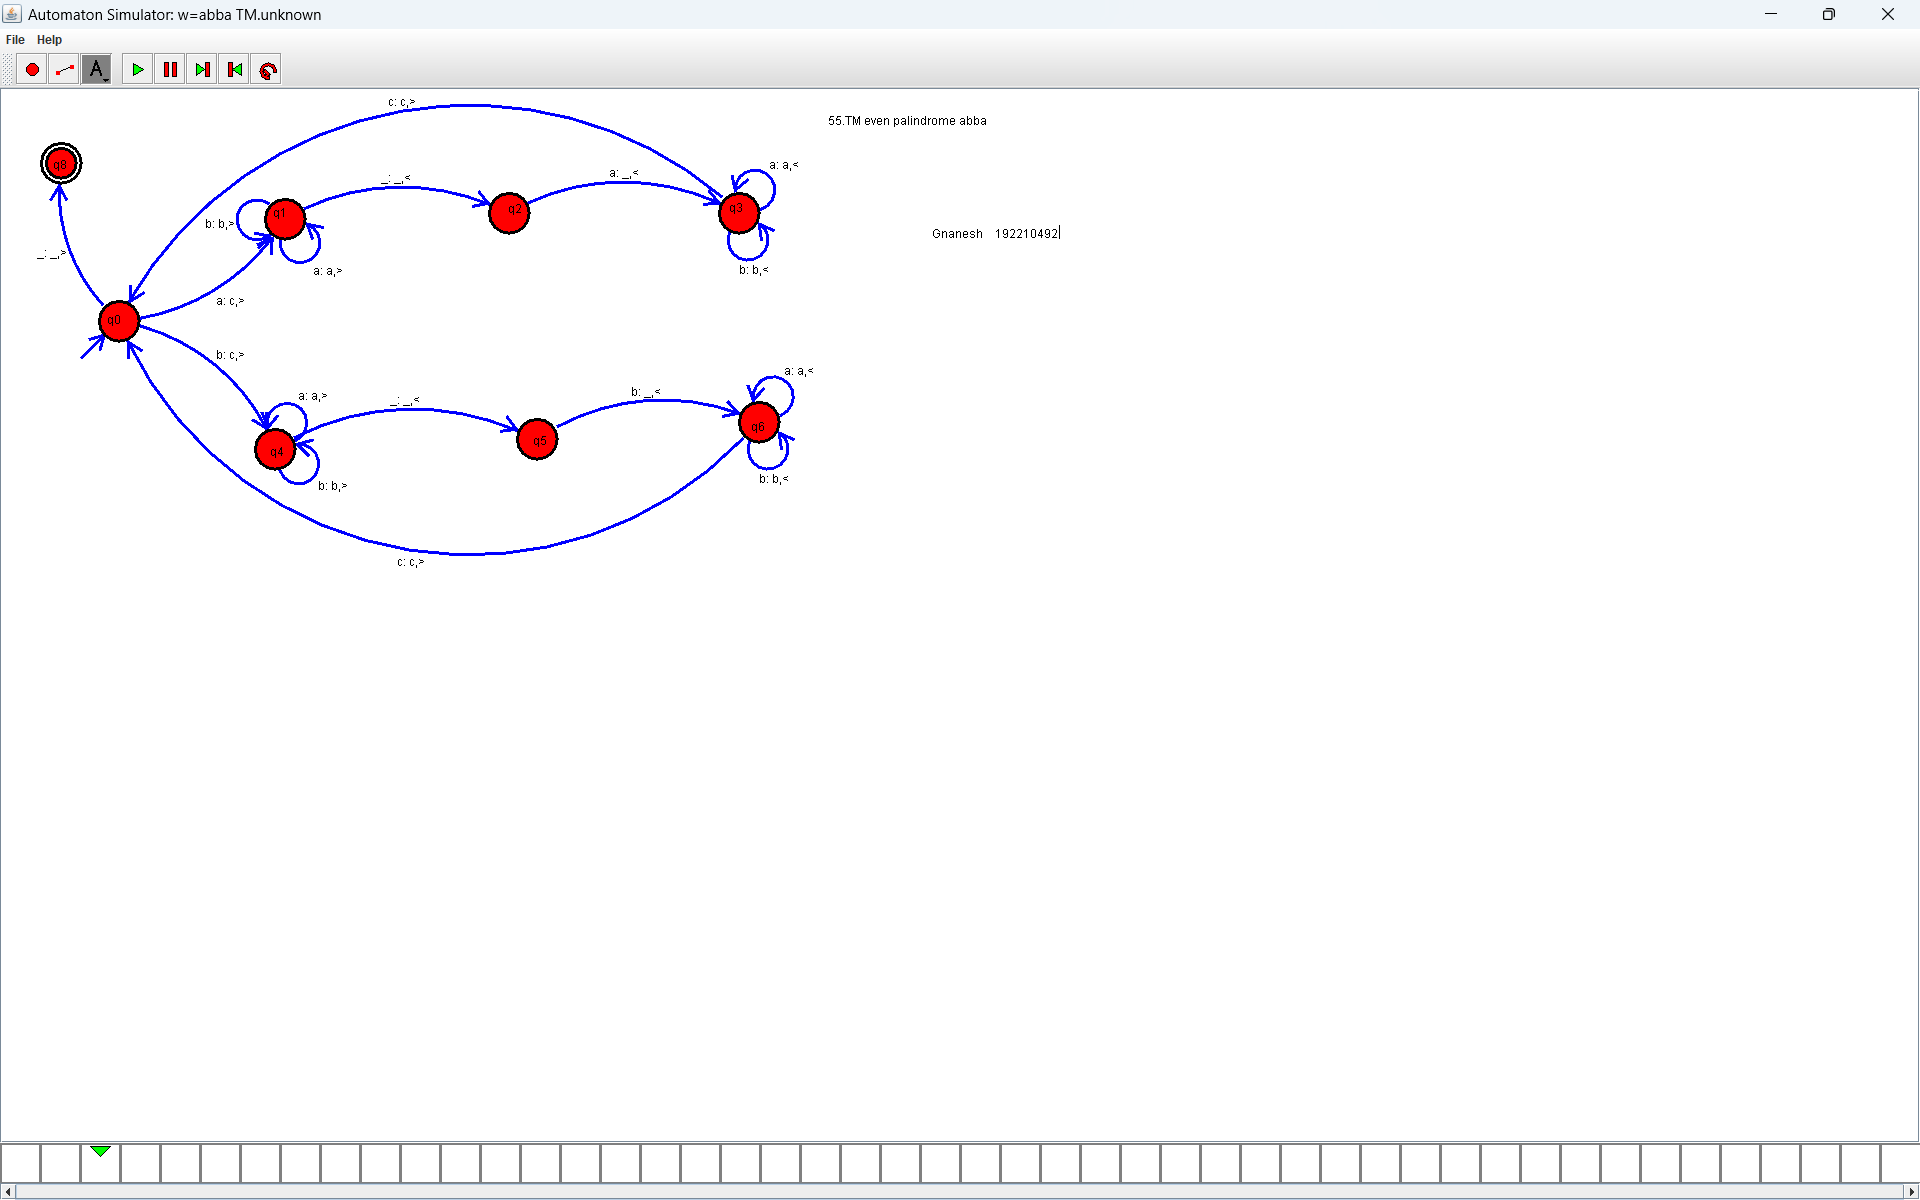 Automaton Simulator: w=abba TM.unknown
File Help
A
c: c,>
55.TM even palindrome abba
q8
a: a,<
_: _,<
a: _,<
q1
q2
q3
b: b,>
Gnanesh 192210492
_: _,>
a: a,>
b: b,<
a: c,>
q0
b: c,>
a: a,<
a: a,>
_: _,<
b: _,<
q4
q5
q6
b: b,>
b: b,<
c: c,>